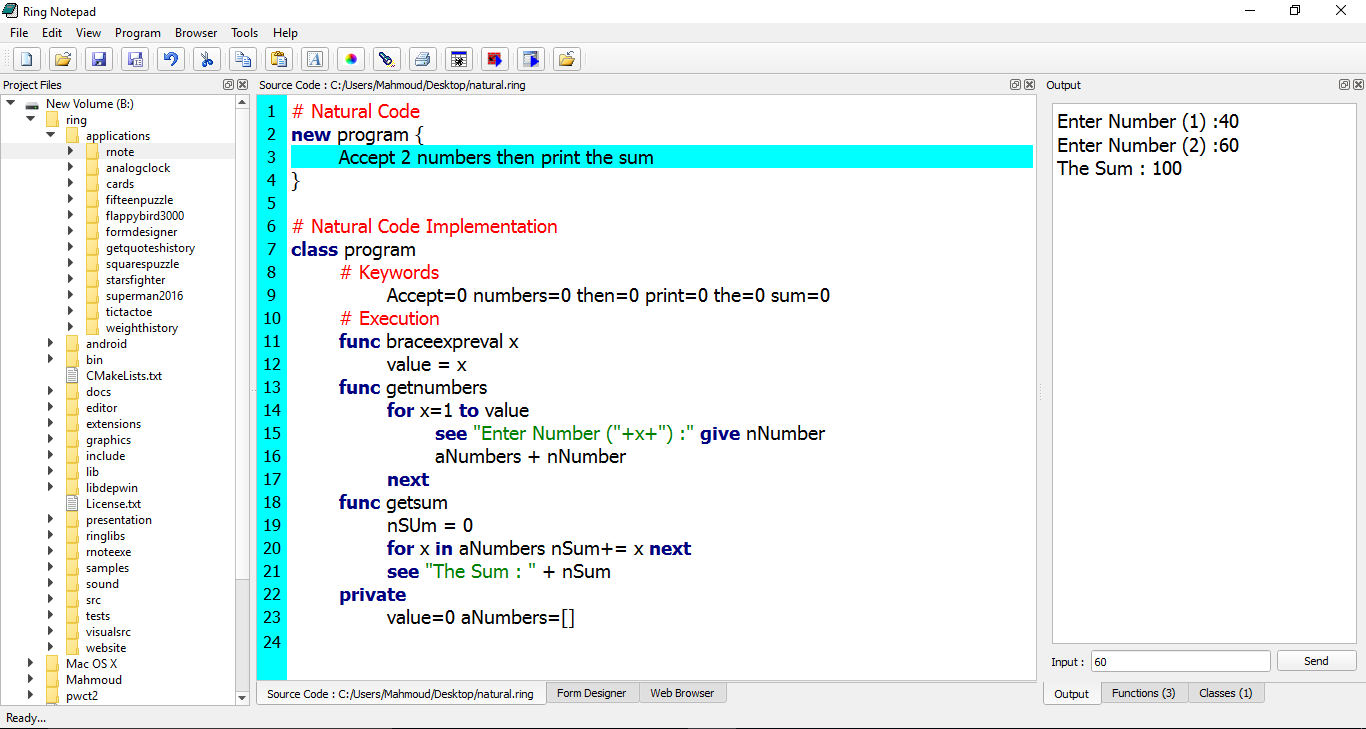 Ring Notepad
File Edit View Program Browser Tools Help
Project Files
New Volume (B:)
ring
applications
rnote
analogclock
cards
fifteenpuzzle
flappybird3000
formdesigner
getquoteshistory
squarespuzzle
starsfighter
superman2016
tictactoe
weighthistory
android
bin
CMakeLists.txt
docs
editor
extensions
graphics
include
lib
libdepwin
License.txt
presentation
ringlibs
rnoteexe
samples
sound
src
tests
visualsrc
website
Mac OS X
Mahmoud
pwct2
Source Code : C:/Users/Mahmoud/Desktop/natural.ring
1 # Natural Code
2 new program {
3 Accept 2 numbers then print the sum
4 }
5
6 # Natural Code Implementation
7 class program
8 # Keywords
9 Accept=0 numbers=0 then=0 print=0 the=0 sum=0
10 # Execution
11 func braceexpreval x
12 value = x
13 func getnumbers
14 for x=1 to value
15 see "Enter Number ("+x+") :" give nNumber
16 aNumbers + nNumber
17 next
18 func getsum
19 nSUm = 0
20 for x in aNumbers nSum+= x next
21 see "The Sum : " + nSum
22 private
23 value=0 aNumbers=[]
24
Source Code : C:/Users/Mahmoud/Desktop/natural.ring Form Designer Web Browser
Output
Enter Number (1) :40
Enter Number (2) :60
The Sum : 100
Input : 60 Send
Output Functions (3) Classes (1)
Ready...